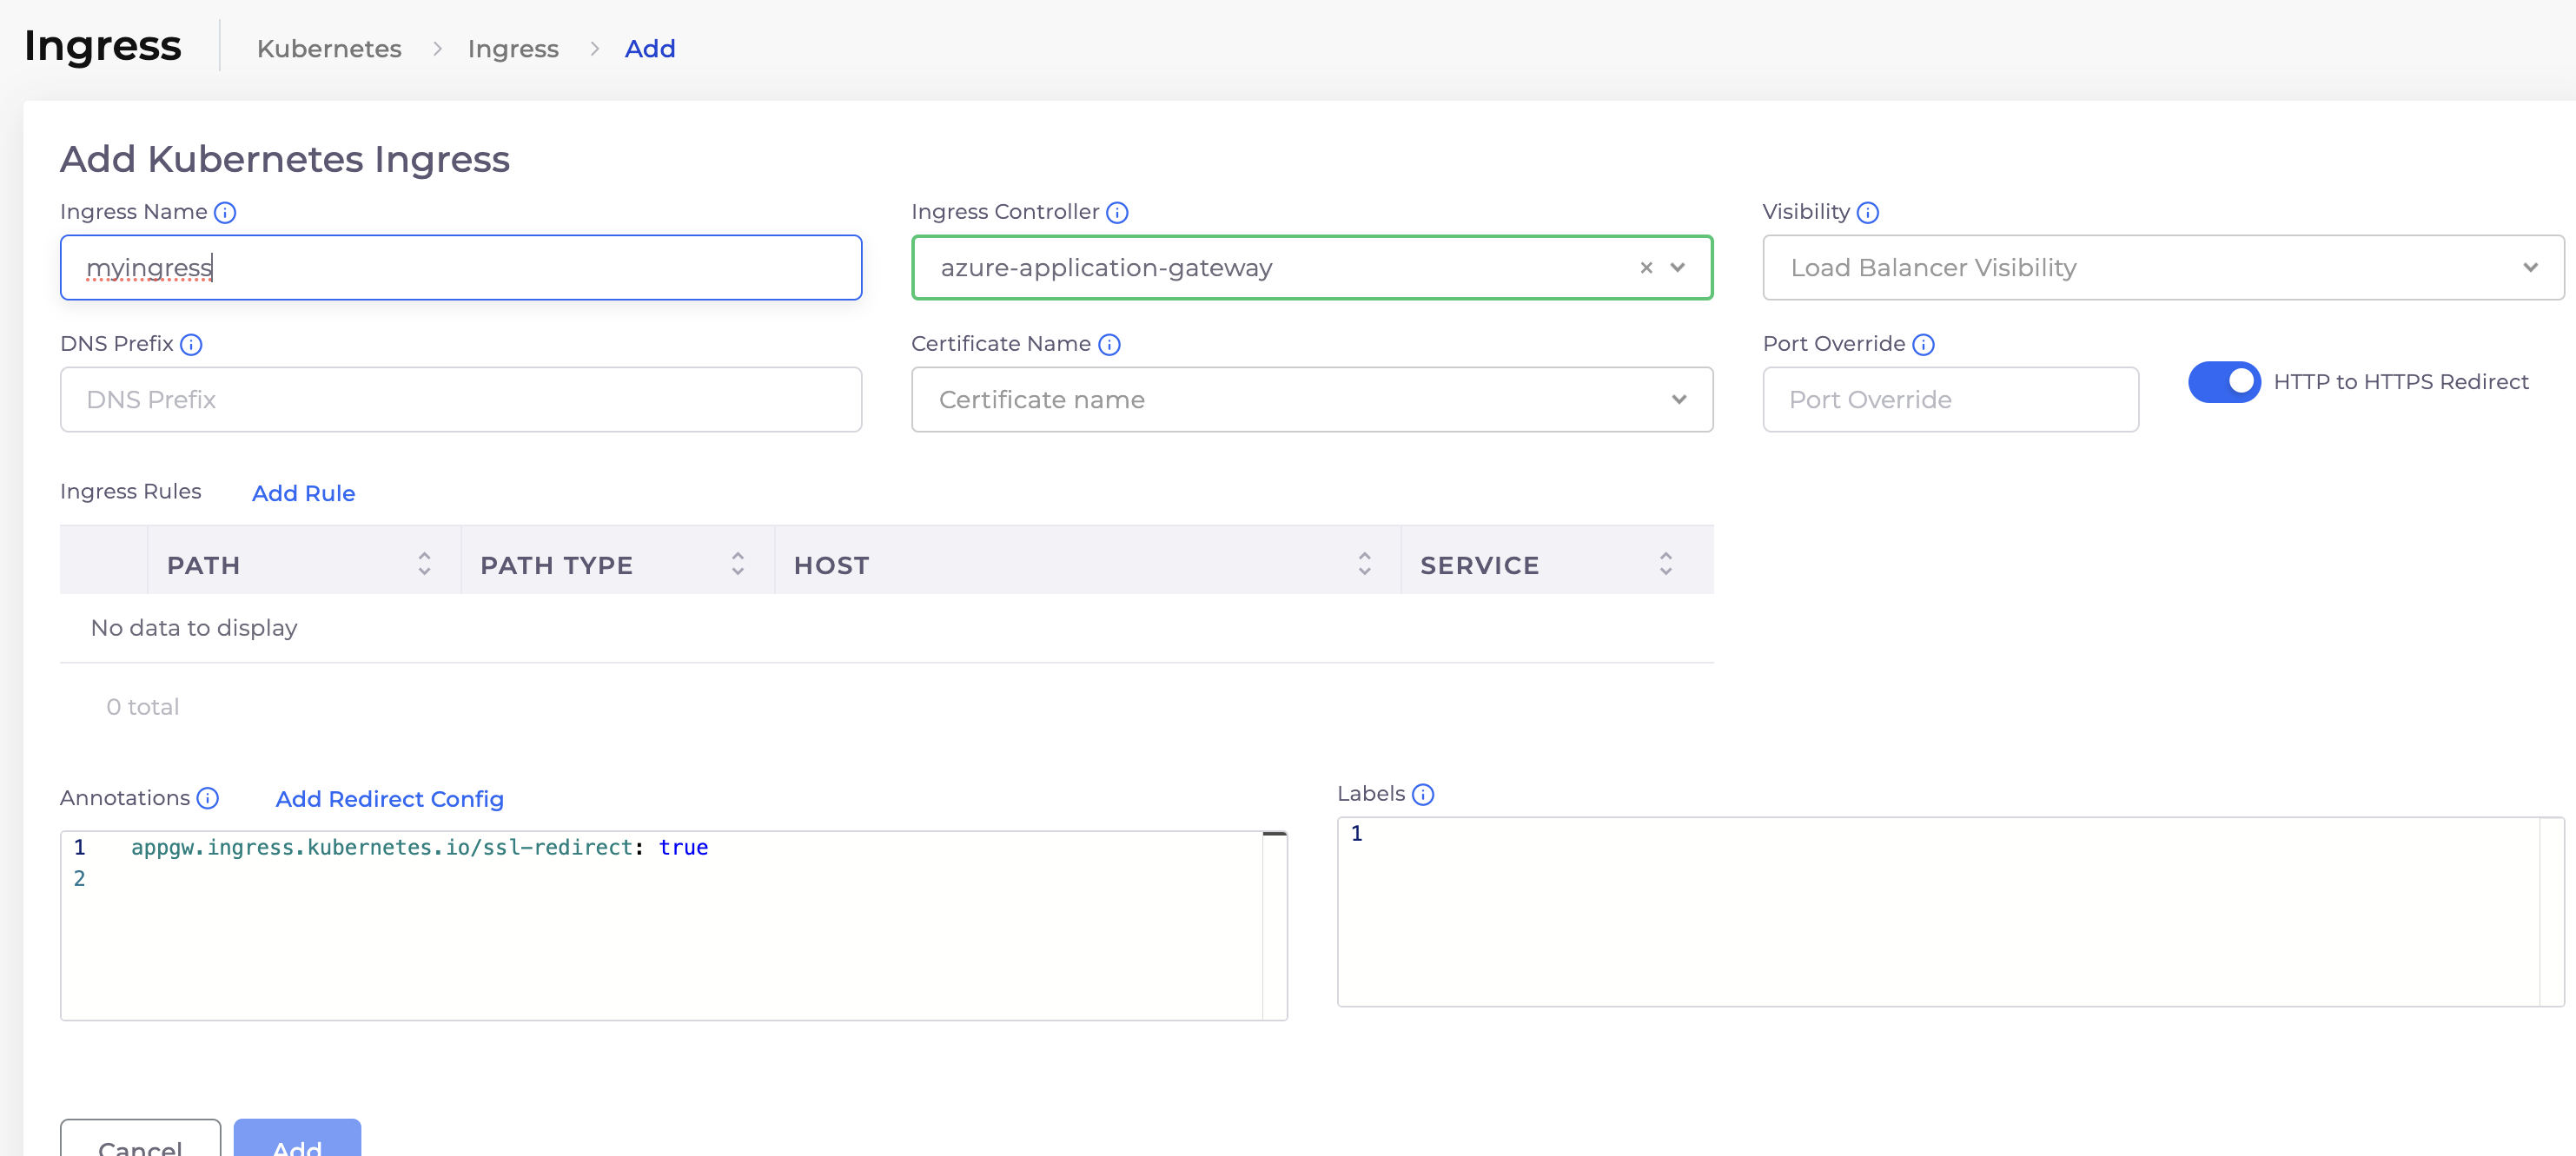 Ingress
Kubernetes > Ingress > Add
Add Kubernetes Ingress
Ingress Name
Ingress Controller
Visibility
myingress
azure-application-gateway
Load Balancer Visibility
DNS Prefix
Certificate Name
Port Override
DNS Prefix
Certificate name
Port Override
HTTP to HTTPS Redirect
Ingress Rules Add Rule
PATH PATH TYPE HOST SERVICE
No data to display
0 total
Annotations Add Redirect Config
1 appgw.ingress.kubernetes.io/ssl-redirect: true
2
Labels
1
Cancel Add